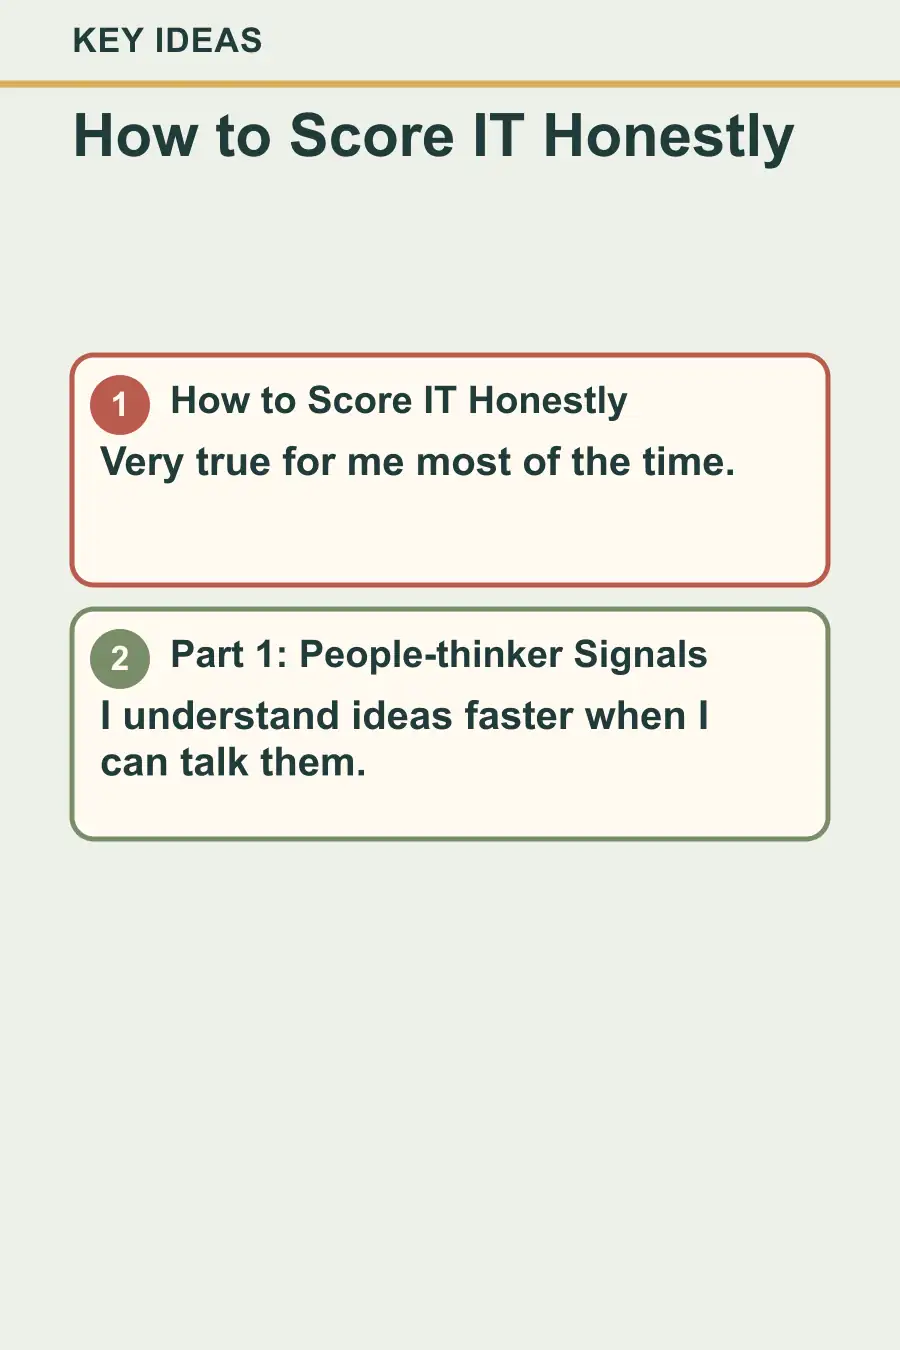 KEY IDEAS
How to Score IT Honestly
1
How to Score IT Honestly
Very true for me most of the time.
2
Part 1: People-thinker Signals
I understand ideas faster when I
can talk them.